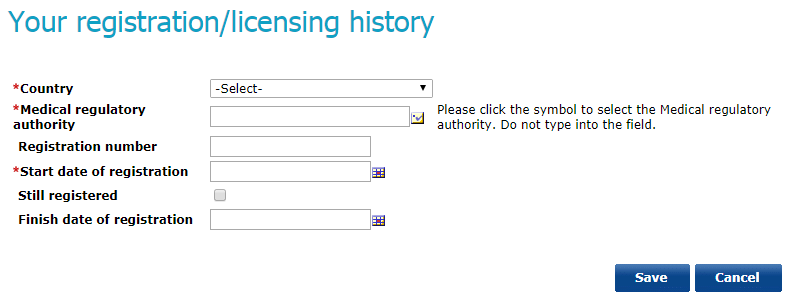 Your registration/licensing history
*Country
-Select-
*Medical regulatory
authority
Please click the symbol to select the Medical regulatory
authority. Do not type into the field.
Registration number
*Start date of registration
Still registered
Finish date of registration
Save
Cancel